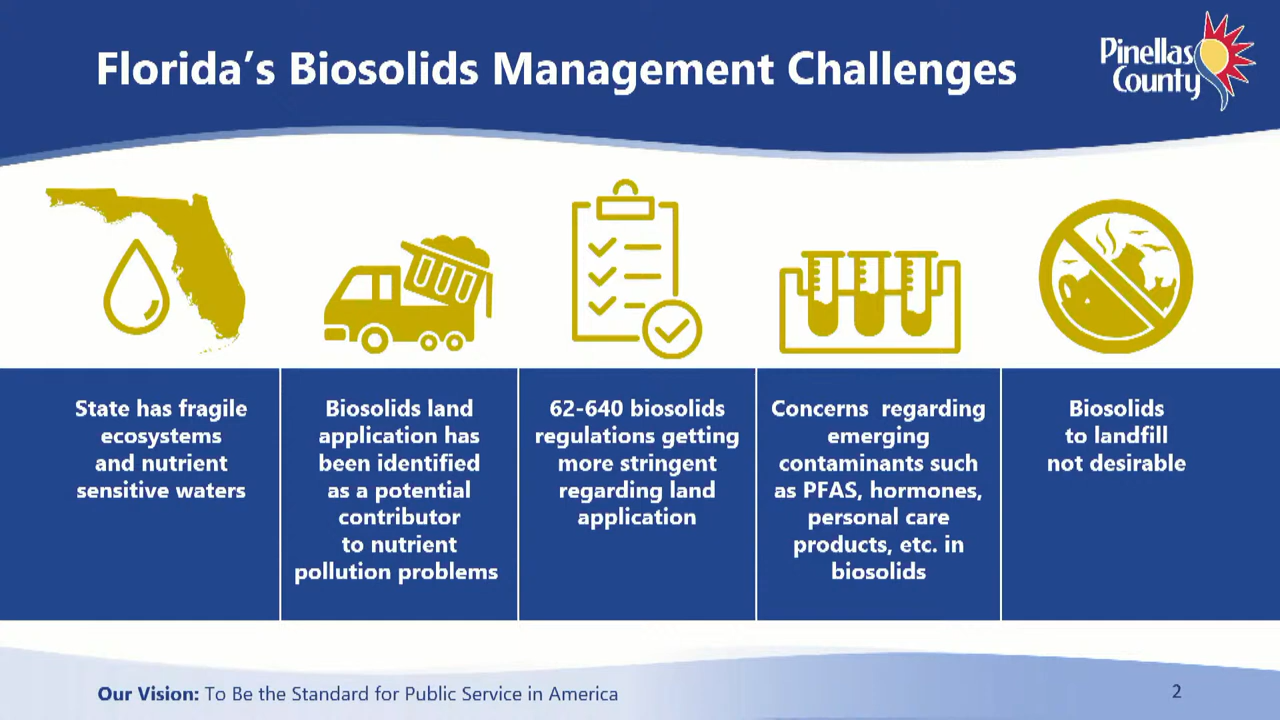 Florida's Biosolids Management Challenges
Pinellas
County
State has fragile
ecosystems
and nutrient
sensitive waters
Biosolids land
application has
been identified
as a potential
contributor
to nutrient
pollution problems
62-640 biosolids
regulations getting
more stringent
regarding land
application
Concerns regarding
emerging
contaminants such
as PFAS, hormones,
personal care
products, etc. in
biosolids
Biosolids
to landfill
not desirable
Our Vision: To Be the Standard for Public Service in America
2